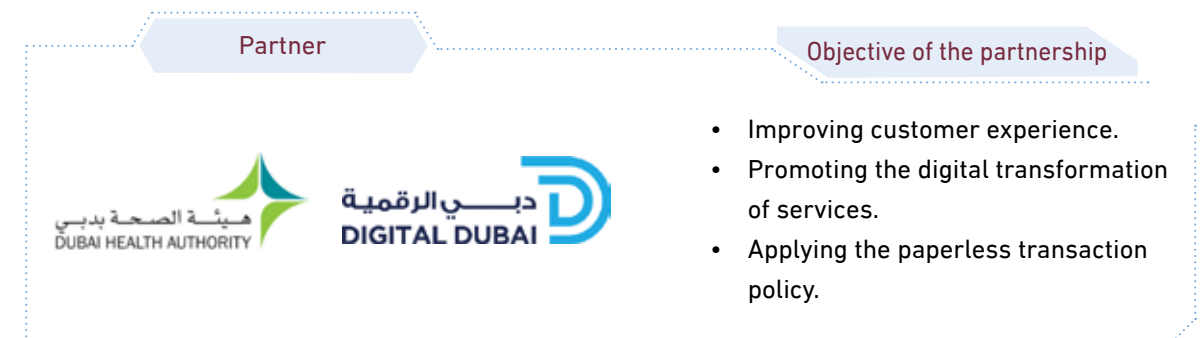 Partner
Objective of the partnership
هيئة الصحة بدبي
DUBAI HEALTH AUTHORITY
دبي الرقمية
DIGITAL DUBAI
• Improving customer experience.
• Promoting the digital transformation
of services.
• Applying the paperless transaction
policy.